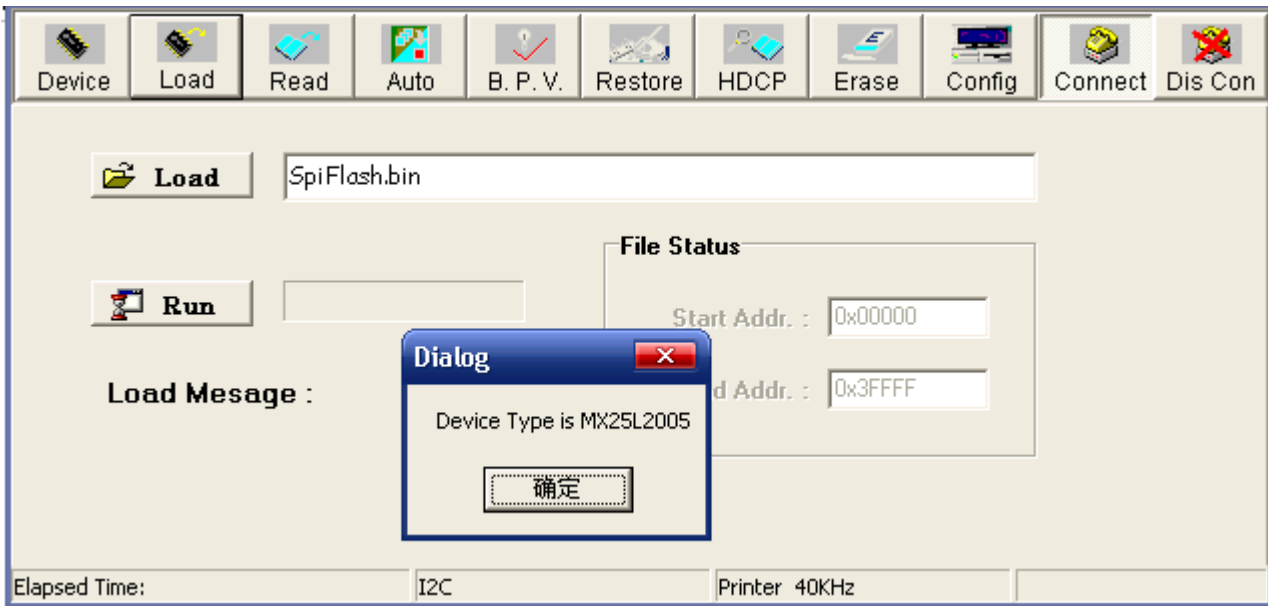 Device Load Read Auto B. P. V. Restore HDCP Erase Config Connect Dis Con
Load SpiFlash.bin
File Status
Run
Start Addr. : 0x00000
Dialog
Load Mesage :
d Addr. : 0x3FFFF
Device Type is MX25L2005
确定
Elapsed Time: I2C Printer 40KHz